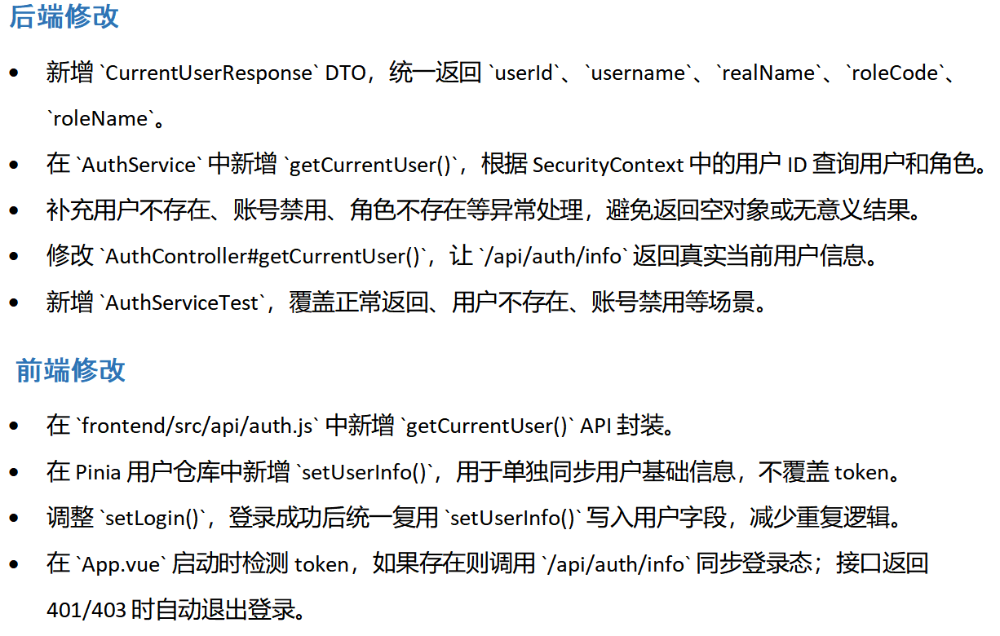 后端修改
• 新增 `CurrentUserResponse` DTO，统一返回 `userId`、`username`、`realName`、`roleCode`、
`roleName`。
• 在 `AuthService` 中新增 `getCurrentUser()`，根据 SecurityContext 中的用户 ID 查询用户和角色。
• 补充用户不存在、账号禁用、角色不存在等异常处理，避免返回空对象或无意义结果。
• 修改 `AuthController#getCurrentUser()`，让 `/api/auth/info` 返回真实当前用户信息。
• 新增 `AuthServiceTest`，覆盖正常返回、用户不存在、账号禁用等场景。
前端修改
• 在 `frontend/src/api/auth.js` 中新增 `getCurrentUser()` API 封装。
• 在 Pinia 用户仓库中新增 `setUserInfo()`，用于单独同步用户基础信息，不覆盖 token。
• 调整 `setLogin()`，登录成功后统一复用 `setUserInfo()` 写入用户字段，减少重复逻辑。
• 在 `App.vue` 启动时检测 token，如果存在则调用 `/api/auth/info` 同步登录态；接口返回
401/403 时自动退出登录。